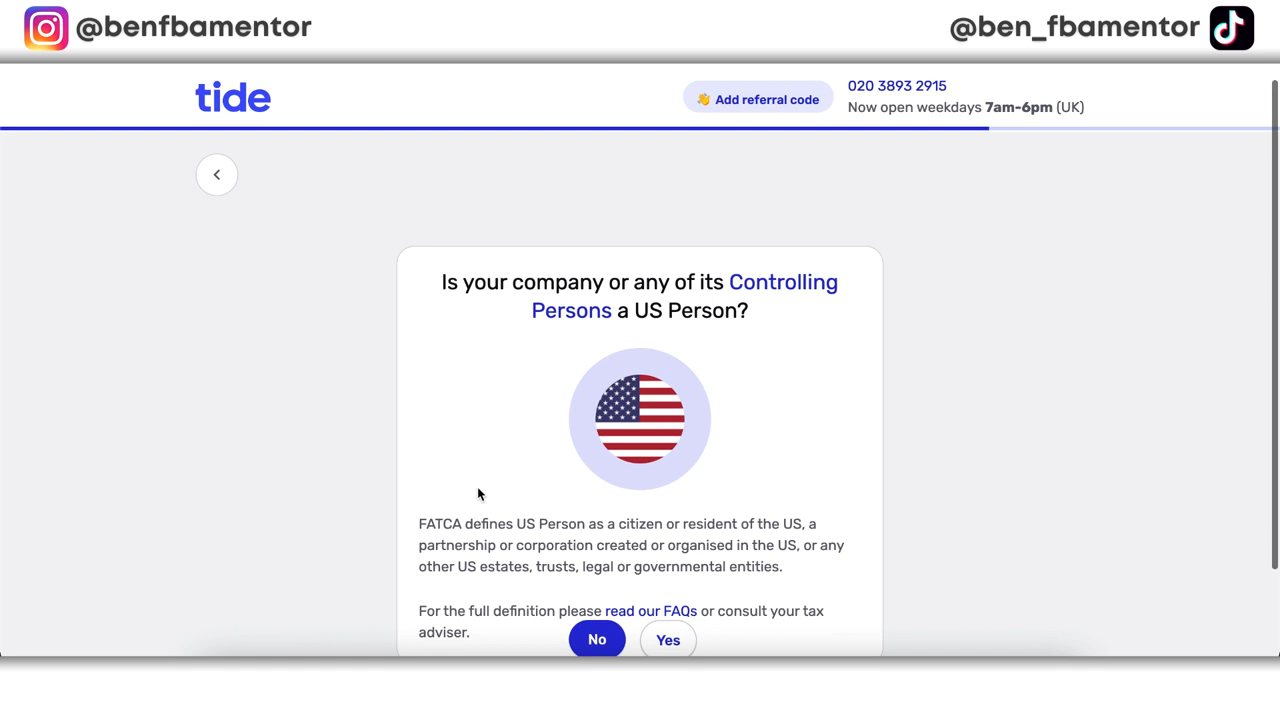 @benfbamentor
@ben_fbamentor
tide
Add referral code
020 3893 2915
Now open weekdays 7am-6pm (UK)
Is your company or any of its Controlling
Persons a US Person?
FATCA defines US Person as a citizen or resident of the US, a
partnership or corporation created or organised in the US, or any
other US estates, trusts, legal or governmental entities.
For the full definition please read our FAQs or consult your tax
adviser.
No
Yes